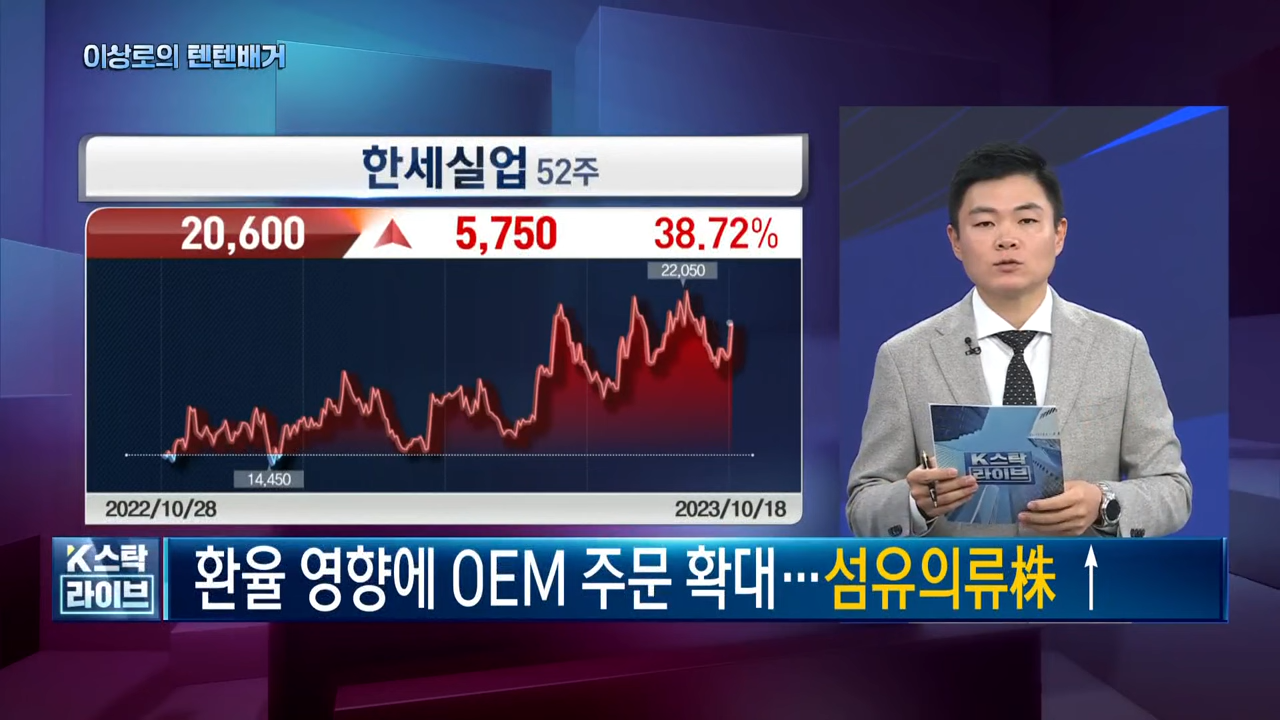 이상로의 텐텐배거
한세실업 52주
20,600 ▲ 5,750 38.72%
22,050
14,450
2022/10/28 2023/10/18
K스탁
라이브
K스탁
라이브
환율 영향에 OEM 주문 확대…섬유의류株 ↑